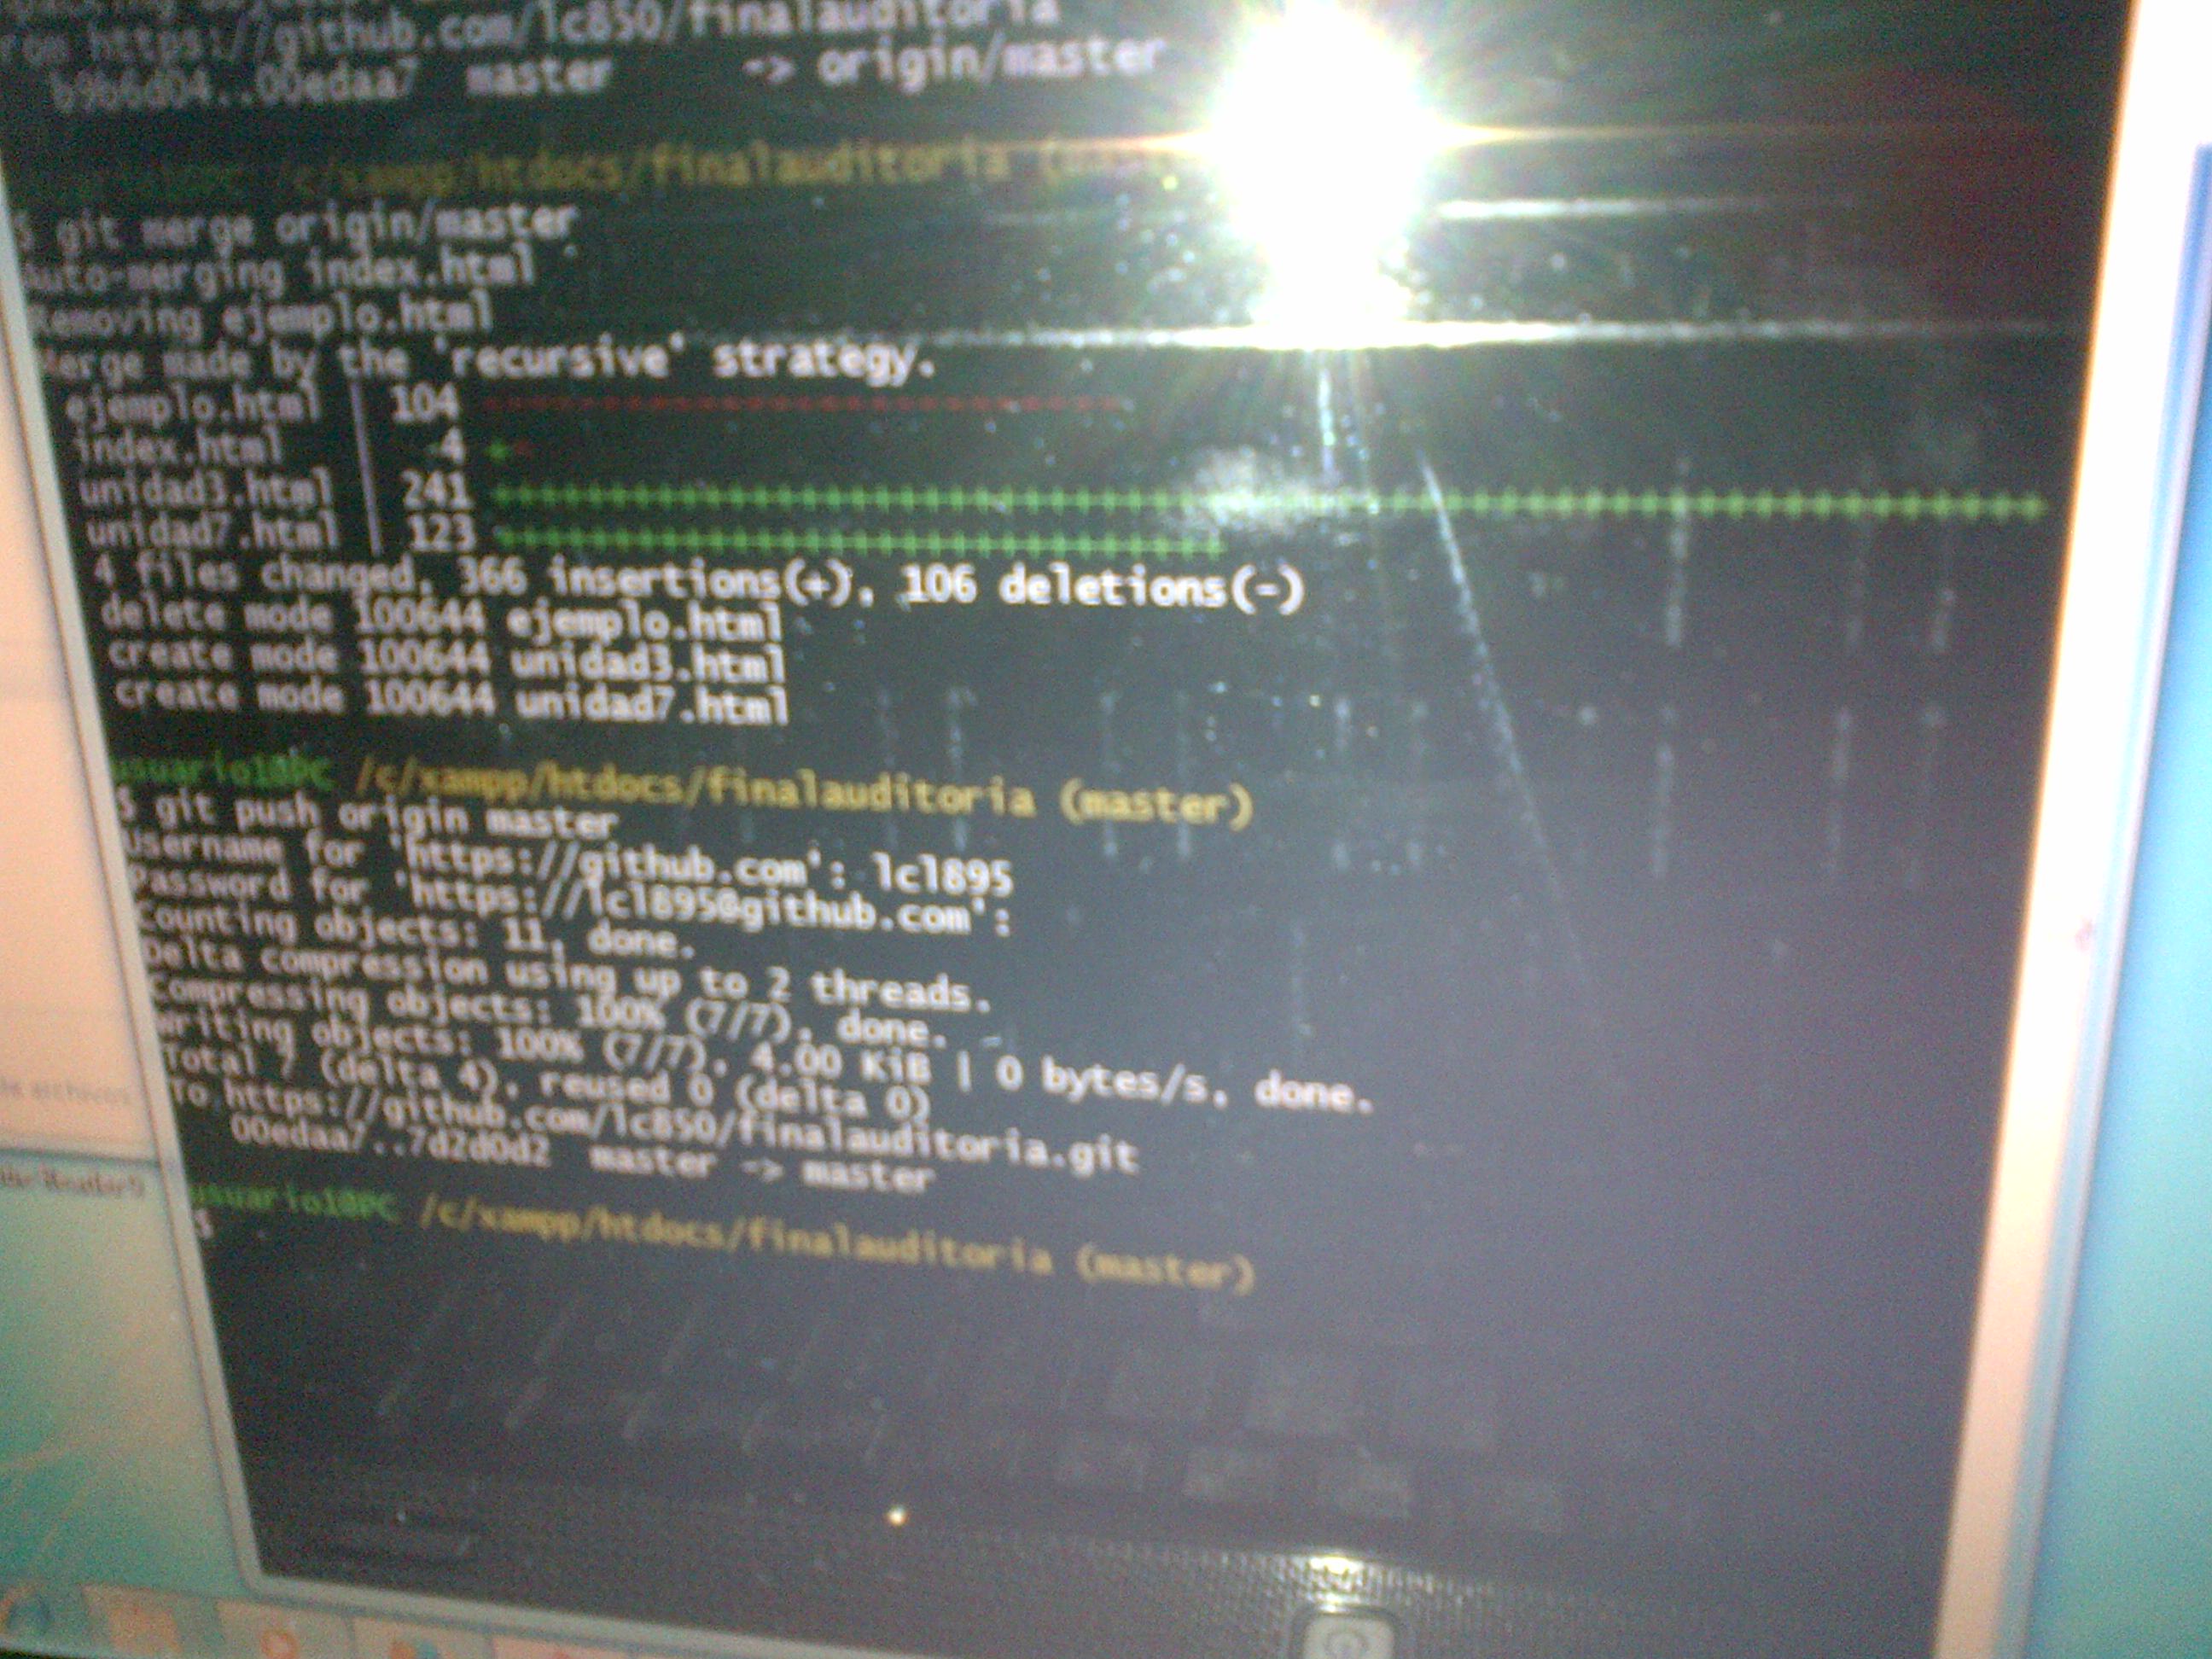 https://github.com/lc850/finalauditoria
b9b6d04..00edaa7 master -> origin/master
/c/xampp/htdocs/finalauditoria
$ git merge origin/master
Auto-merging index.html
Removing ejemplo.html
Merge made by the 'recursive' strategy.
ejemplo.html | 104
index.html | 4 +-
unidad3.html | 241
unidad7.html | 123
4 files changed, 366 insertions(+), 106 deletions(-)
delete mode 100644 ejemplo.html
create mode 100644 unidad3.html
create mode 100644 unidad7.html
/c/xampp/htdocs/finalauditoria (master)
$ git push origin master
Username for 'https://github.com': lcl895
Password for 'https://lcl895@github.com':
Counting objects: 11, done.
Delta compression using up to 2 threads.
Compressing objects: 100% (7/7), done.
Writing objects: 100% (7/7), 4.00 KiB | 0 bytes/s, done.
Total 7 (delta 4), reused 0 (delta 0)
To https://github.com/lc850/finalauditoria.git
00edaa7..7d2d0d2 master -> master
/c/xampp/htdocs/finalauditoria (master)
$
archivos